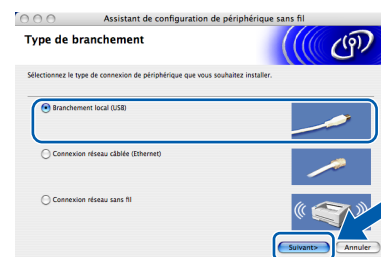 Assistant de configuration de périphérique sans fil
Type de branchement
Sélectionnez le type de connexion de périphérique que vous souhaitez installer.
Branchement local (USB)
Connexion réseau câblée (Ethernet)
Connexion réseau sans fil
Suivant>
Annuler